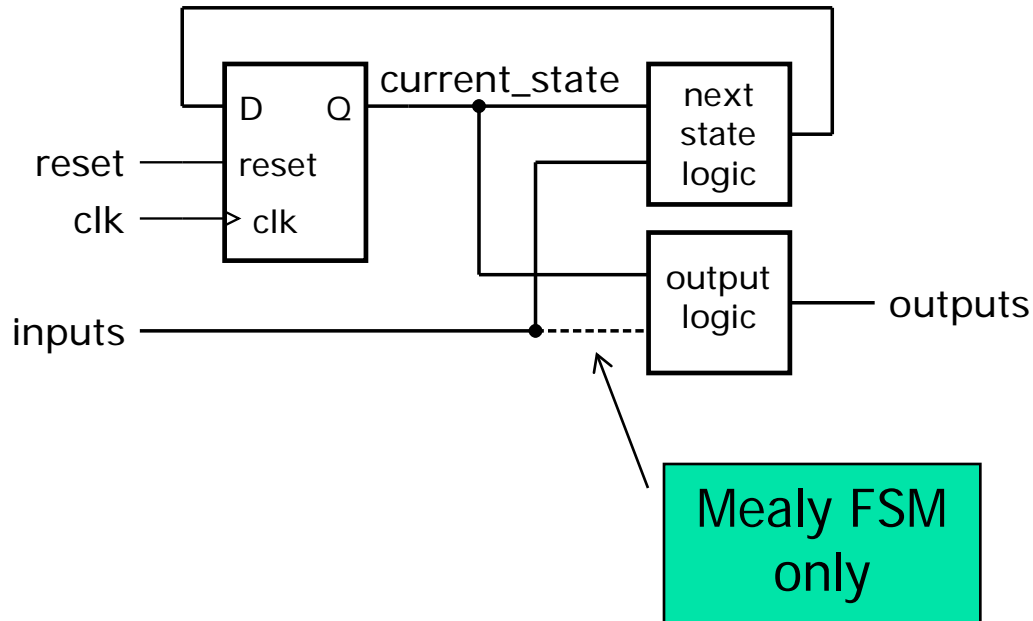 current_state
D Q
reset
reset
clk
clk
next
state
logic
output
logic
outputs
inputs
Mealy FSM
only